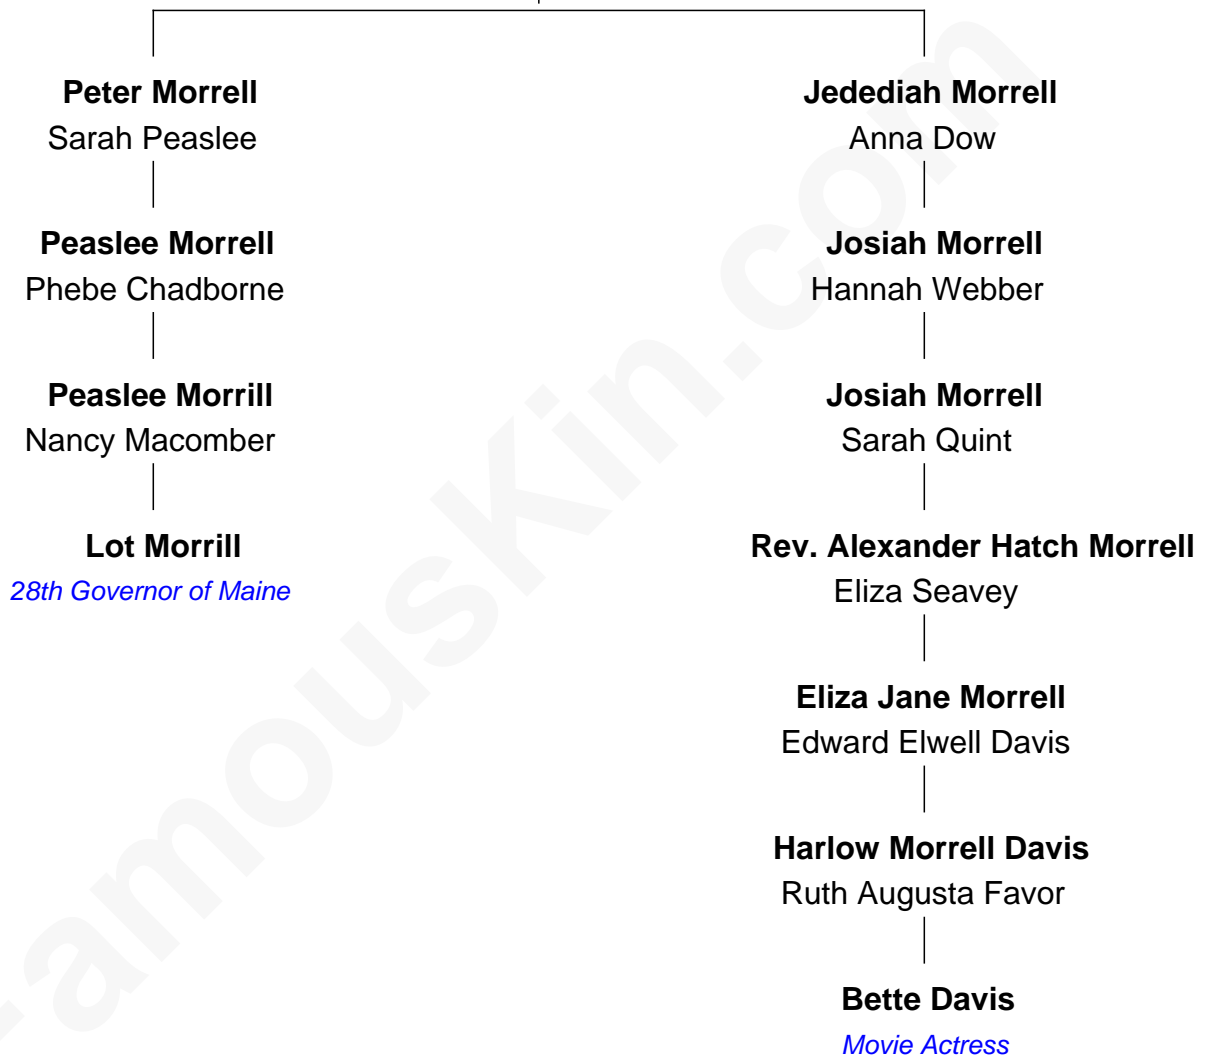 Peter Morrell
Sarah Peaslee
Peaslee Morrell
Phebe Chadborne
Peaslee Morrill
Nancy Macomber
Lot Morrill
28th Governor of Maine
Jedediah Morrell
Anna Dow
Josiah Morrell
Hannah Webber
Josiah Morrell
Sarah Quint
Rev. Alexander Hatch Morrell
Eliza Seavey
Eliza Jane Morrell
Edward Elwell Davis
Harlow Morrell Davis
Ruth Augusta Favor
Bette Davis
Movie Actress
FamousKin.com